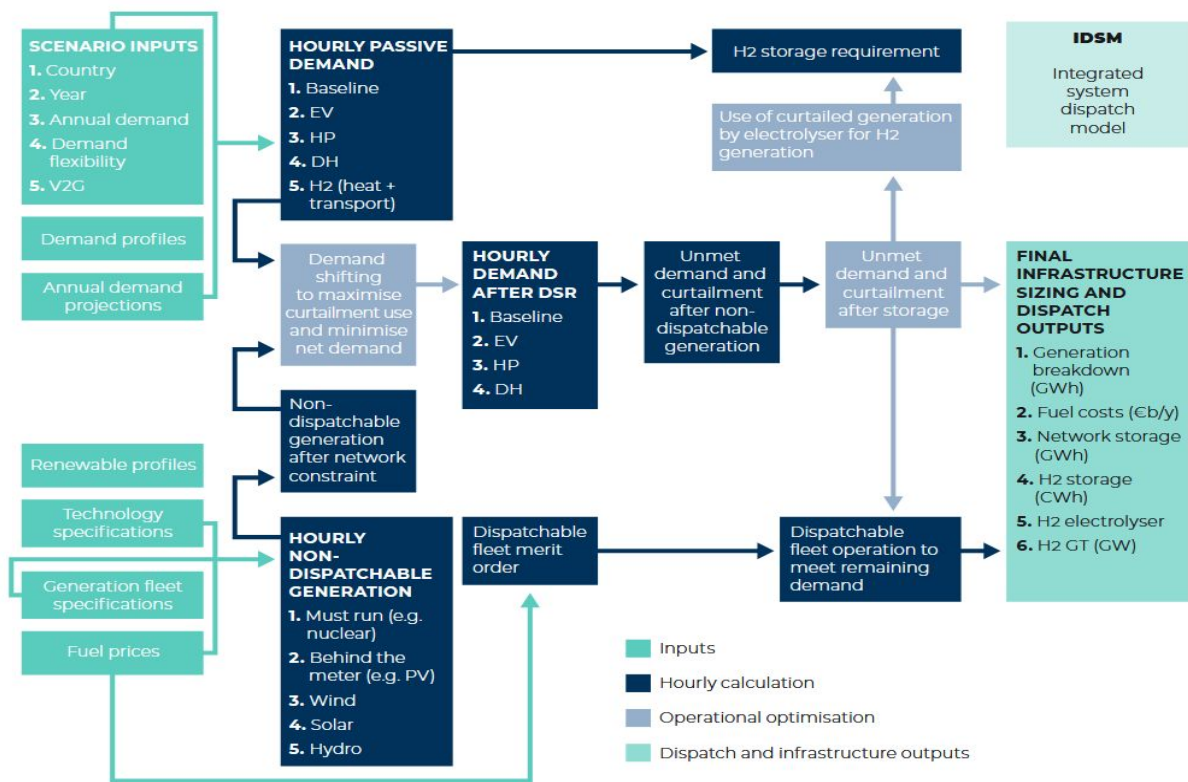 SCENARIO INPUTS
1. Country
2. Year
3. Annual demand
4. Demand
flexibility
5. V2G
Demand profiles
Annual demand
projections
HOURLY PASSIVE
DEMAND
1. Baseline
2. EV
3. HP
4. DH
5. H2 (heat +
transport)
H2 storage requirement
Use of curtailed generation
by electrolyser for H2
generation
IDSM
Integrated
system
dispatch
model
Demand
shifting
to maximise
curtailment use
and minimise
net demand
HOURLY
DEMAND
AFTER DSR
1. Baseline
2. EV
3. HP
4. DH
Unmet
demand and
curtailment
after non-
dispatchable
generation
Unmet
demand and
curtailment
after storage
FINAL
INFRASTRUCTURE
SIZING AND
DISPATCH
OUTPUTS
1. Generation
breakdown
(GWh)
2. Fuel costs (€b/y)
3. Network storage
(GWh)
4. H2 storage
(CWh)
5. H2 electrolyser
6. H2 GT (GW)
Non-
dispatchable
generation
after network
constraint
Renewable profiles
Technology
specifications
Generation fleet
specifications
Fuel prices
HOURLY
NON-
DISPATCHABLE
GENERATION
1. Must run (e.g.
nuclear)
2. Behind the
meter (e.g. PV)
3. Wind
4. Solar
5. Hydro
Dispatchable
fleet merit
order
Dispatchable
fleet operation to
meet remaining
demand
Inputs
Hourly calculation
Operational optimisation
Dispatch and infrastructure outputs